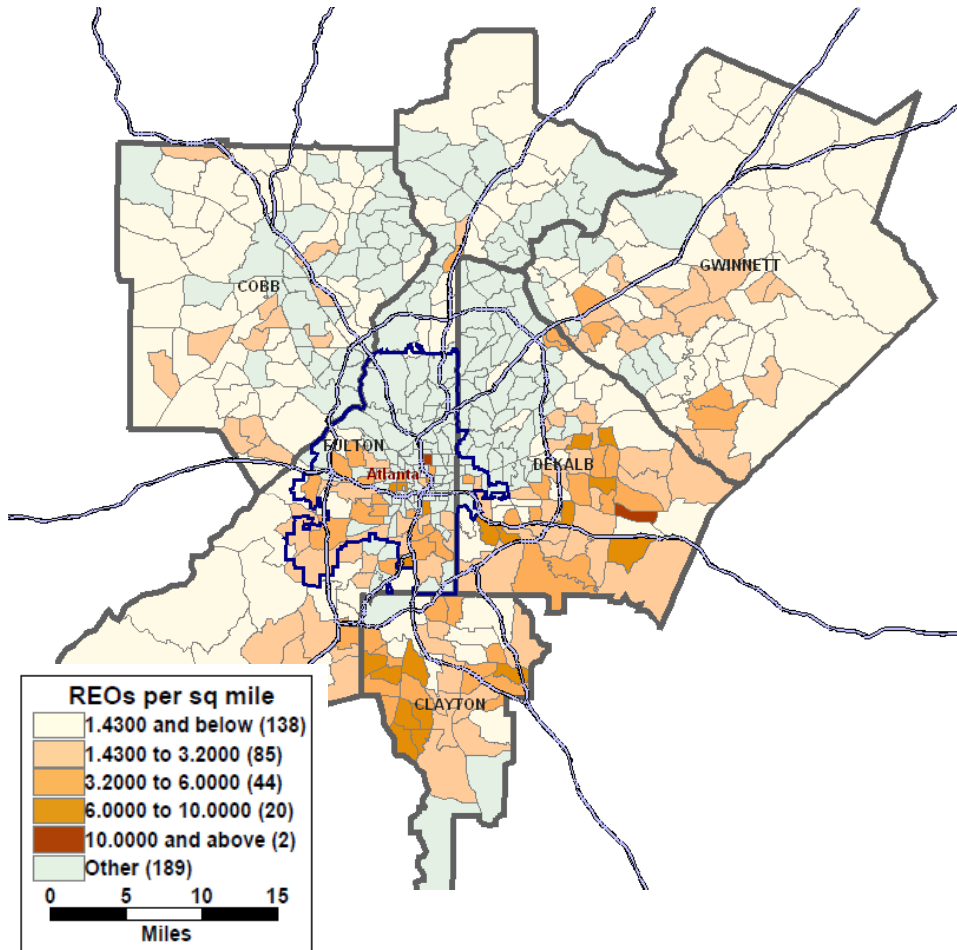 GWINNETT
COBB
FULTON
Atlanta
DEKALB
CLAYTON
REOs per sq mile
1.4300 and below (138)
1.4300 to 3.2000 (85)
3.2000 to 6.0000 (44)
6.0000 to 10.0000 (20)
10.0000 and above (2)
Other (189)
0 5 10 15
Miles